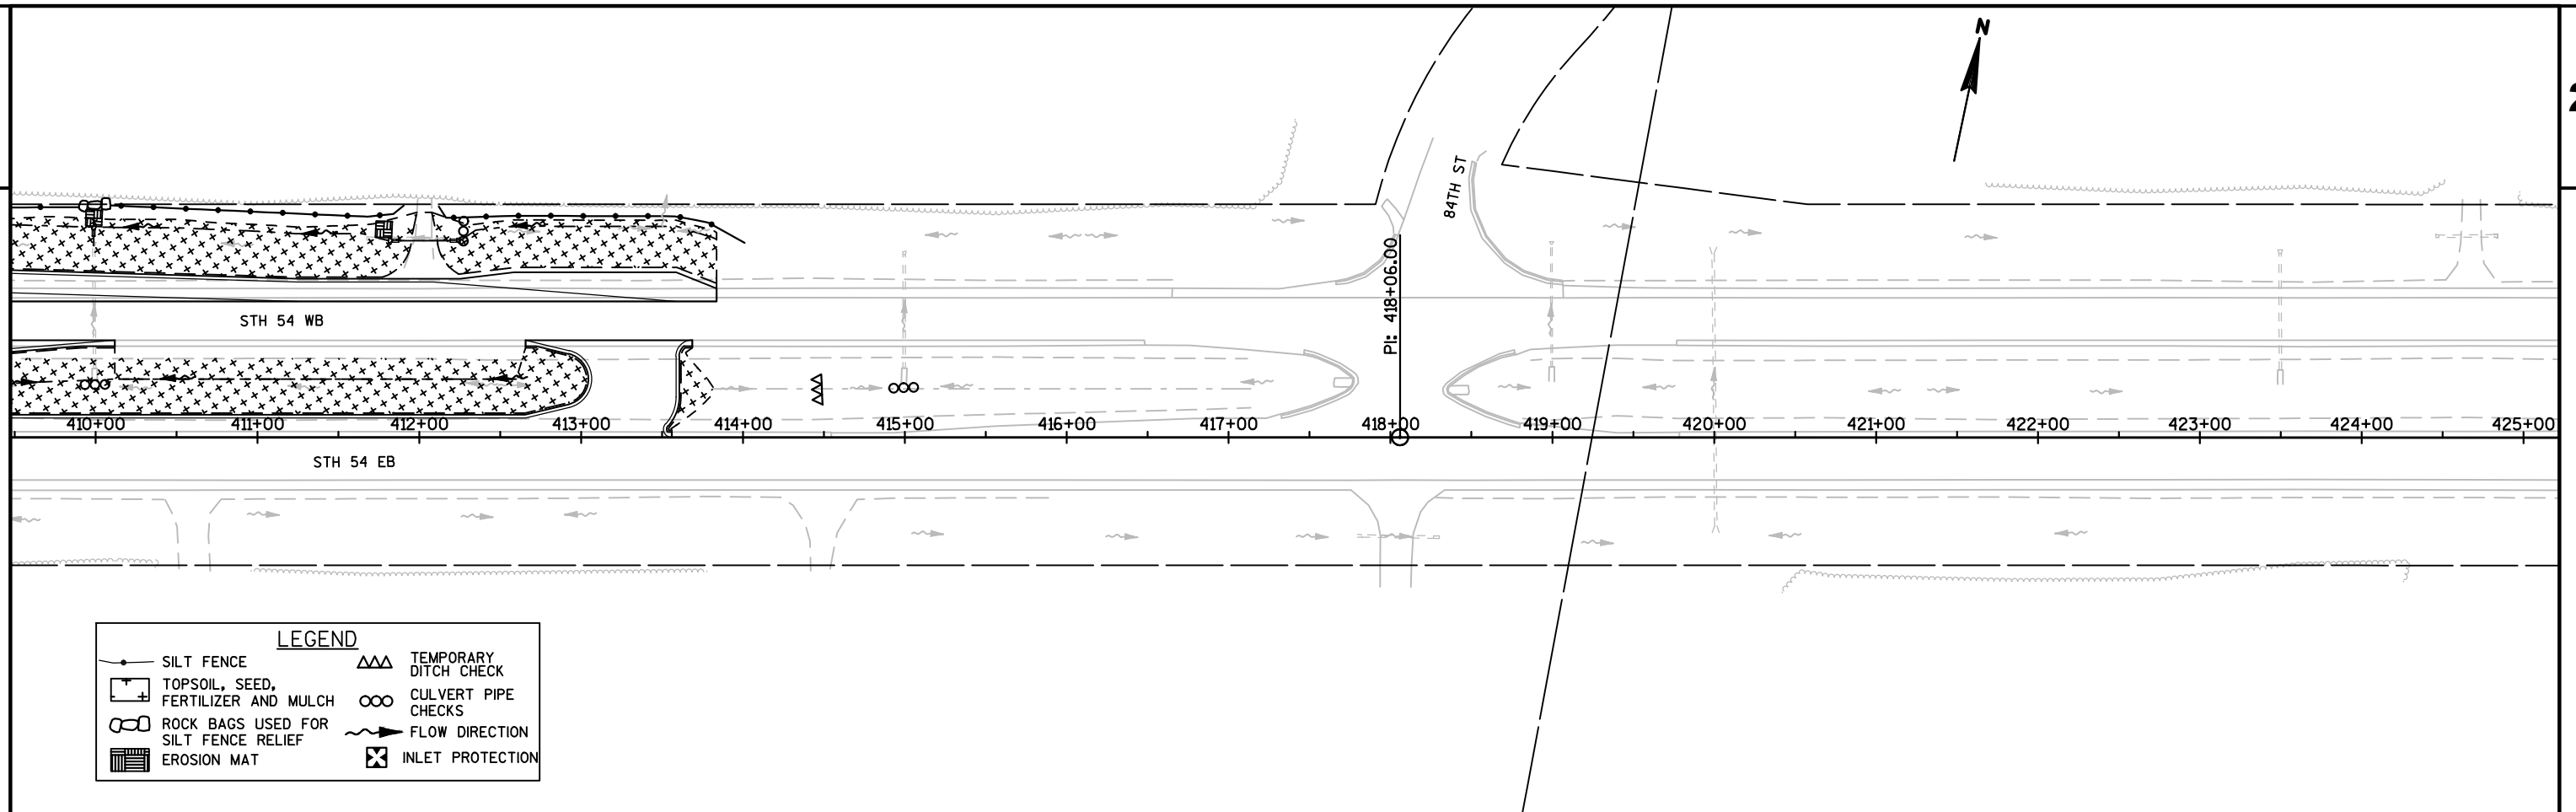 N
84TH ST
PI: 418+06.00
STH 54 WB
410+00 411+00 412+00 413+00 414+00 415+00 416+00 417+00 418+00 419+00 420+00 421+00 422+00 423+00 424+00 425+00
STH 54 EB
LEGEND
SILT FENCE
TOPSOIL, SEED,
FERTILIZER AND MULCH
ROCK BAGS USED FOR
SILT FENCE RELIEF
EROSION MAT
TEMPORARY
DITCH CHECK
CULVERT PIPE
CHECKS
FLOW DIRECTION
INLET PROTECTION